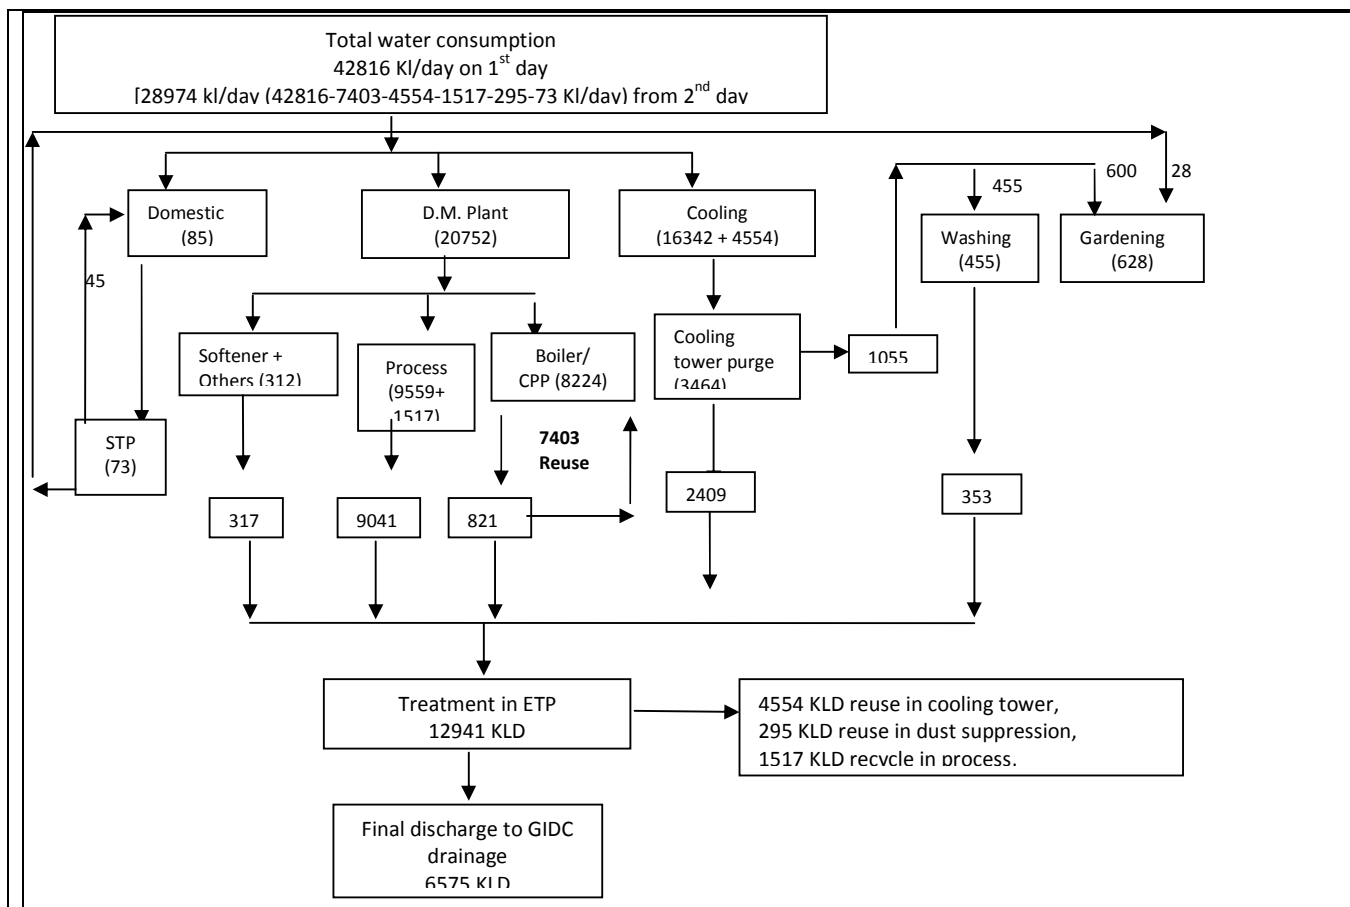 Total water consumption
42816 Kl/day on 1st day
[28974 kl/day (42816-7403-4554-1517-295-73 Kl/day) from 2nd day
600
28
455
Domestic
(85)
D.M. Plant
(20752)
Cooling
(16342 + 4554)
Washing
(455)
Gardening
(628)
45
Softener +
Others (312)
Process
(9559+
1517)
Boiler/
CPP (8224)
Cooling
tower purge
(3464)
1055
STP
(73)
7403
Reuse
317
9041
821
2409
353
Treatment in ETP
12941 KLD
4554 KLD reuse in cooling tower,
295 KLD reuse in dust suppression,
1517 KLD recycle in process.
Final discharge to GIDC
drainage
6575 KLD